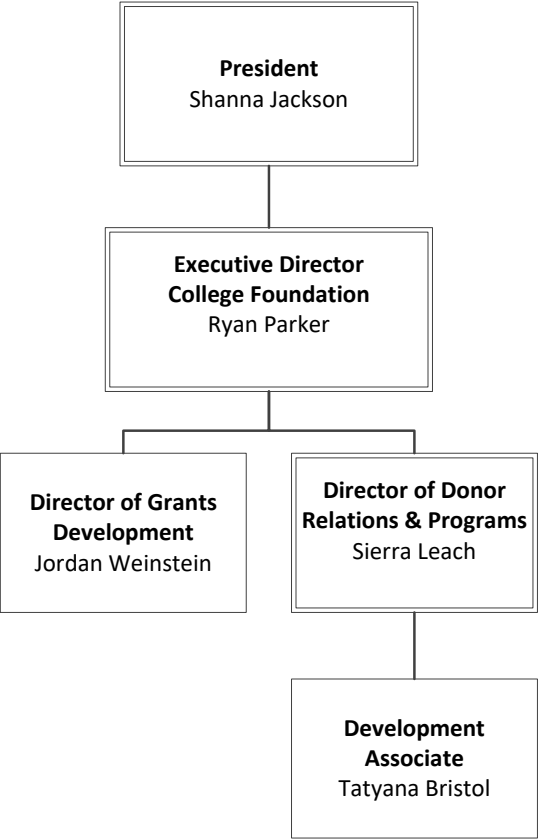 President
Shanna Jackson
Executive Director
College Foundation
Ryan Parker
Director of Grants
Development
Jordan Weinstein
Director of Donor
Relations & Programs
Sierra Leach
Development
Associate
Tatyana Bristol